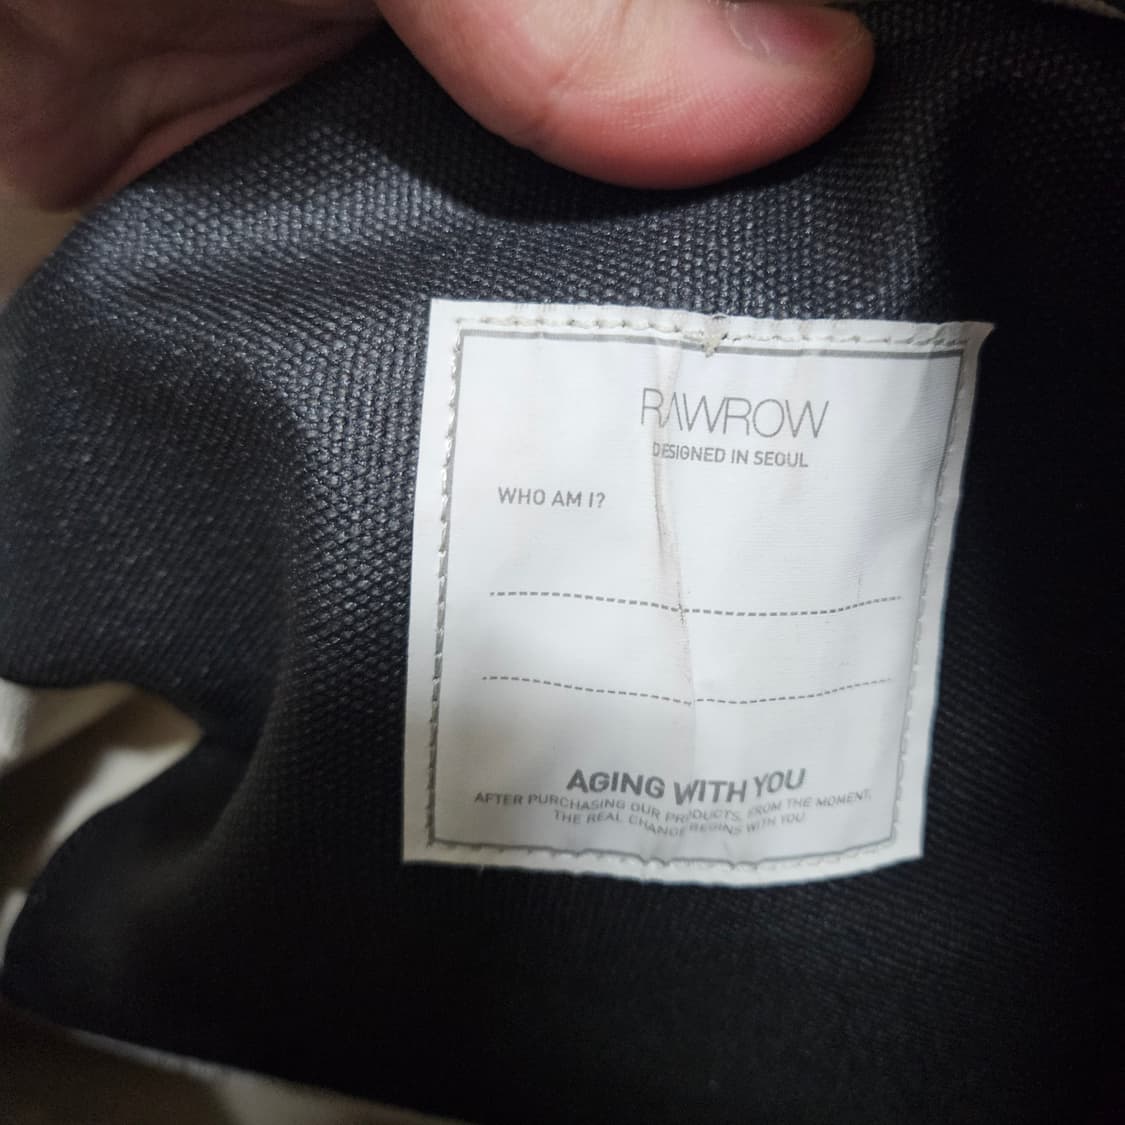 RAWROW
DESIGNED IN SEOUL
WHO AM I?
AGING WITH YOU
AFTER PURCHASING OUR PRODUCTS, FROM THE MOMENT,
THE REAL CHANGE BEGINS WITH YOU